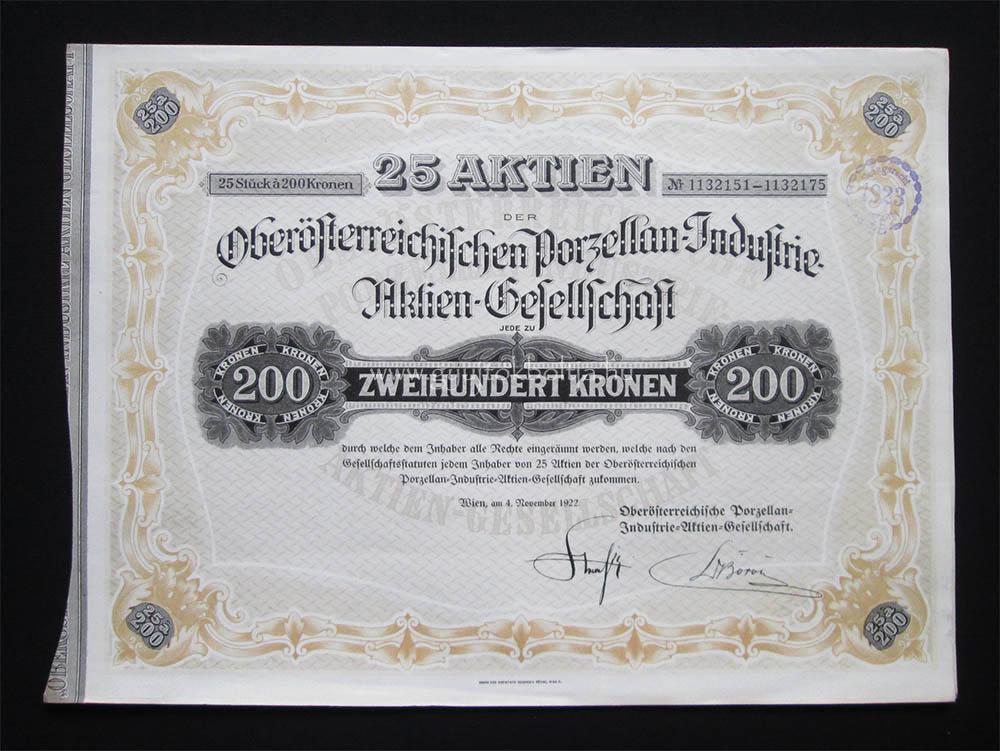 25 a
200
25 a
200
25 AKTIEN
25 Stück à 200 Kronen
№ 1132151–1132175
1923
DER
Oberösterreichischen Porzellan-Industrie-
Aktien-Gesellschaft
JEDE ZU
KRONEN KRONEN
200
KRONEN KRONEN
ZWEIHUNDERT KRONEN
KRONEN KRONEN
200
KRONEN KRONEN
durch welche dem Inhaber alle Rechte eingeräumt werden, welche nach den
Gesellschaftsstatuten jedem Inhaber von 25 Aktien der Oberösterreichischen
Porzellan-Industrie-Aktien-Gesellschaft zukommen.
Wien, am 4. November 1922
Oberösterreichische Porzellan-
Industrie-Aktien-Gesellschaft.
25 a
200
25 a
200